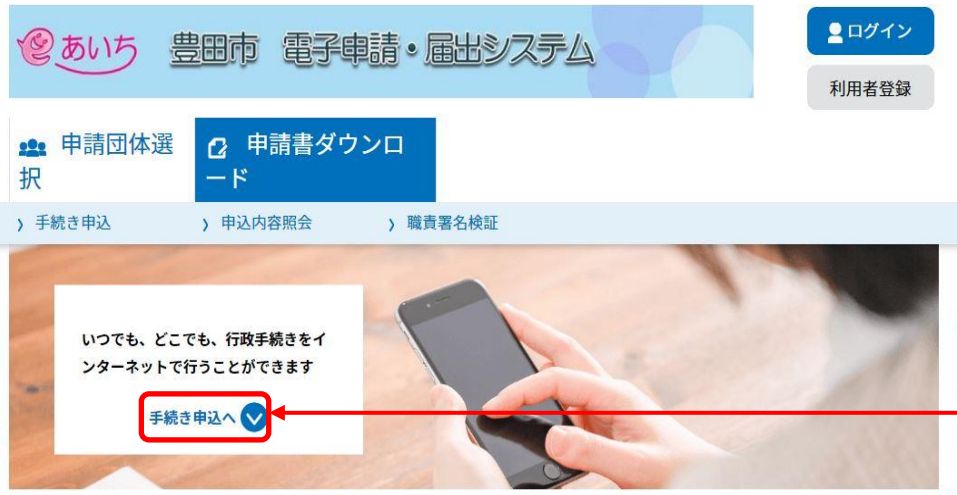 あいち 豊田市 電子申請・届出システム
ログイン
利用者登録
申請団体選
択
申請書ダウンロ
ード
手続き申込
申込内容照会
職責署名検証
いつでも、どこでも、行政手続きをイ
ンターネットで行うことができます
手続き申込へ